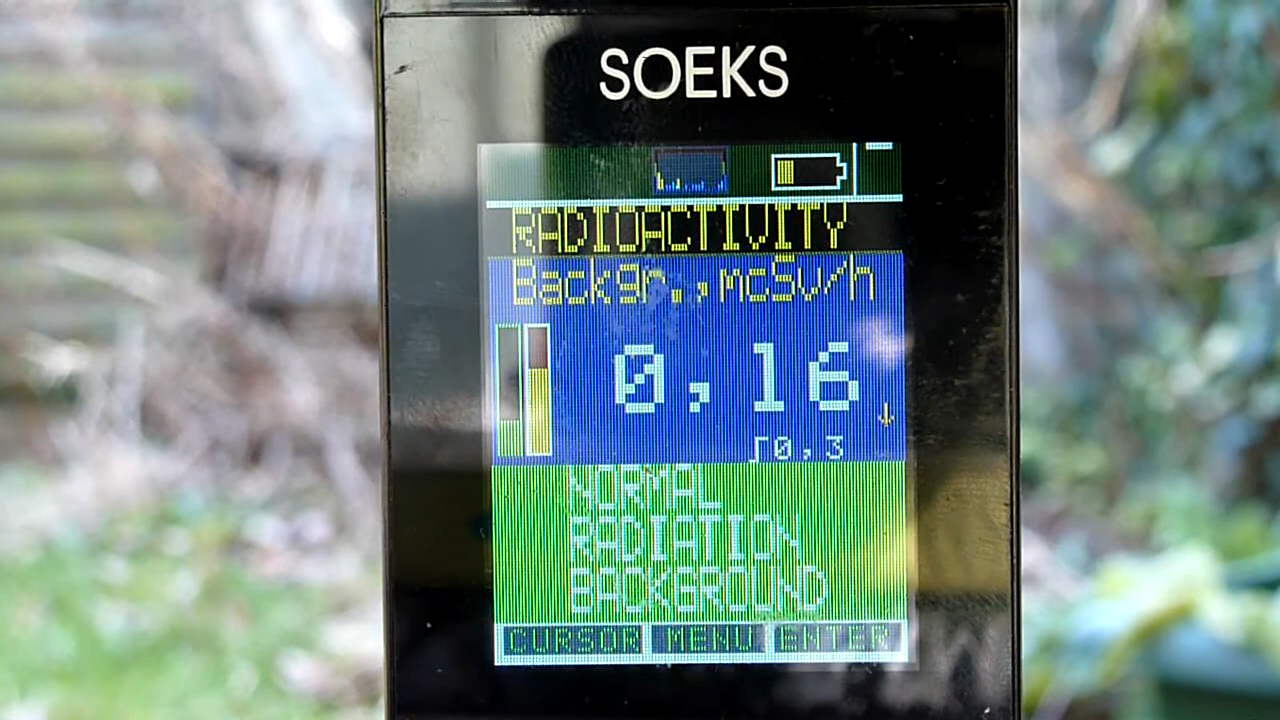 SOEKS
RADIOACTIVITY
Backgr.,mcSv/h
0,16
0,3
NORMAL
RADIATION
BACKGROUND
CURSOR MENU ENTER